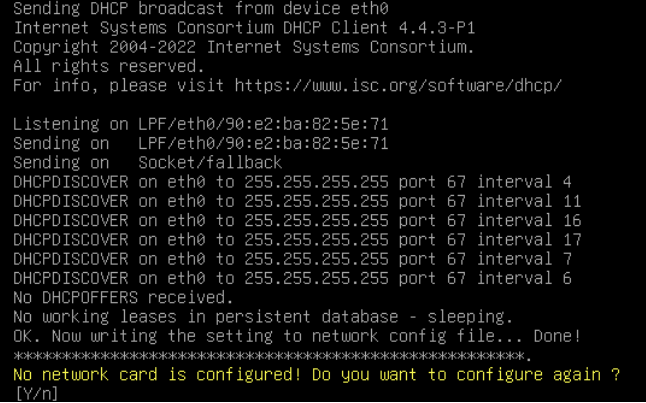 Sending DHCP broadcast from device eth0
Internet Systems Consortium DHCP Client 4.4.3-P1
Copyright 2004-2022 Internet Systems Consortium.
All rights reserved.
For info, please visit https://www.isc.org/software/dhcp/
Listening on LPF/eth0/90:e2:ba:82:5e:71
Sending on   LPF/eth0/90:e2:ba:82:5e:71
Sending on   Socket/fallback
DHCPDISCOVER on eth0 to 255.255.255.255 port 67 interval 4
DHCPDISCOVER on eth0 to 255.255.255.255 port 67 interval 11
DHCPDISCOVER on eth0 to 255.255.255.255 port 67 interval 16
DHCPDISCOVER on eth0 to 255.255.255.255 port 67 interval 17
DHCPDISCOVER on eth0 to 255.255.255.255 port 67 interval 7
DHCPDISCOVER on eth0 to 255.255.255.255 port 67 interval 6
No DHCPOFFERS received.
No working leases in persistent database - sleeping.
OK. Now writing the setting to network config file... Done!
*****************************************************.
No network card is configured! Do you want to configure again ?
[Y/n]